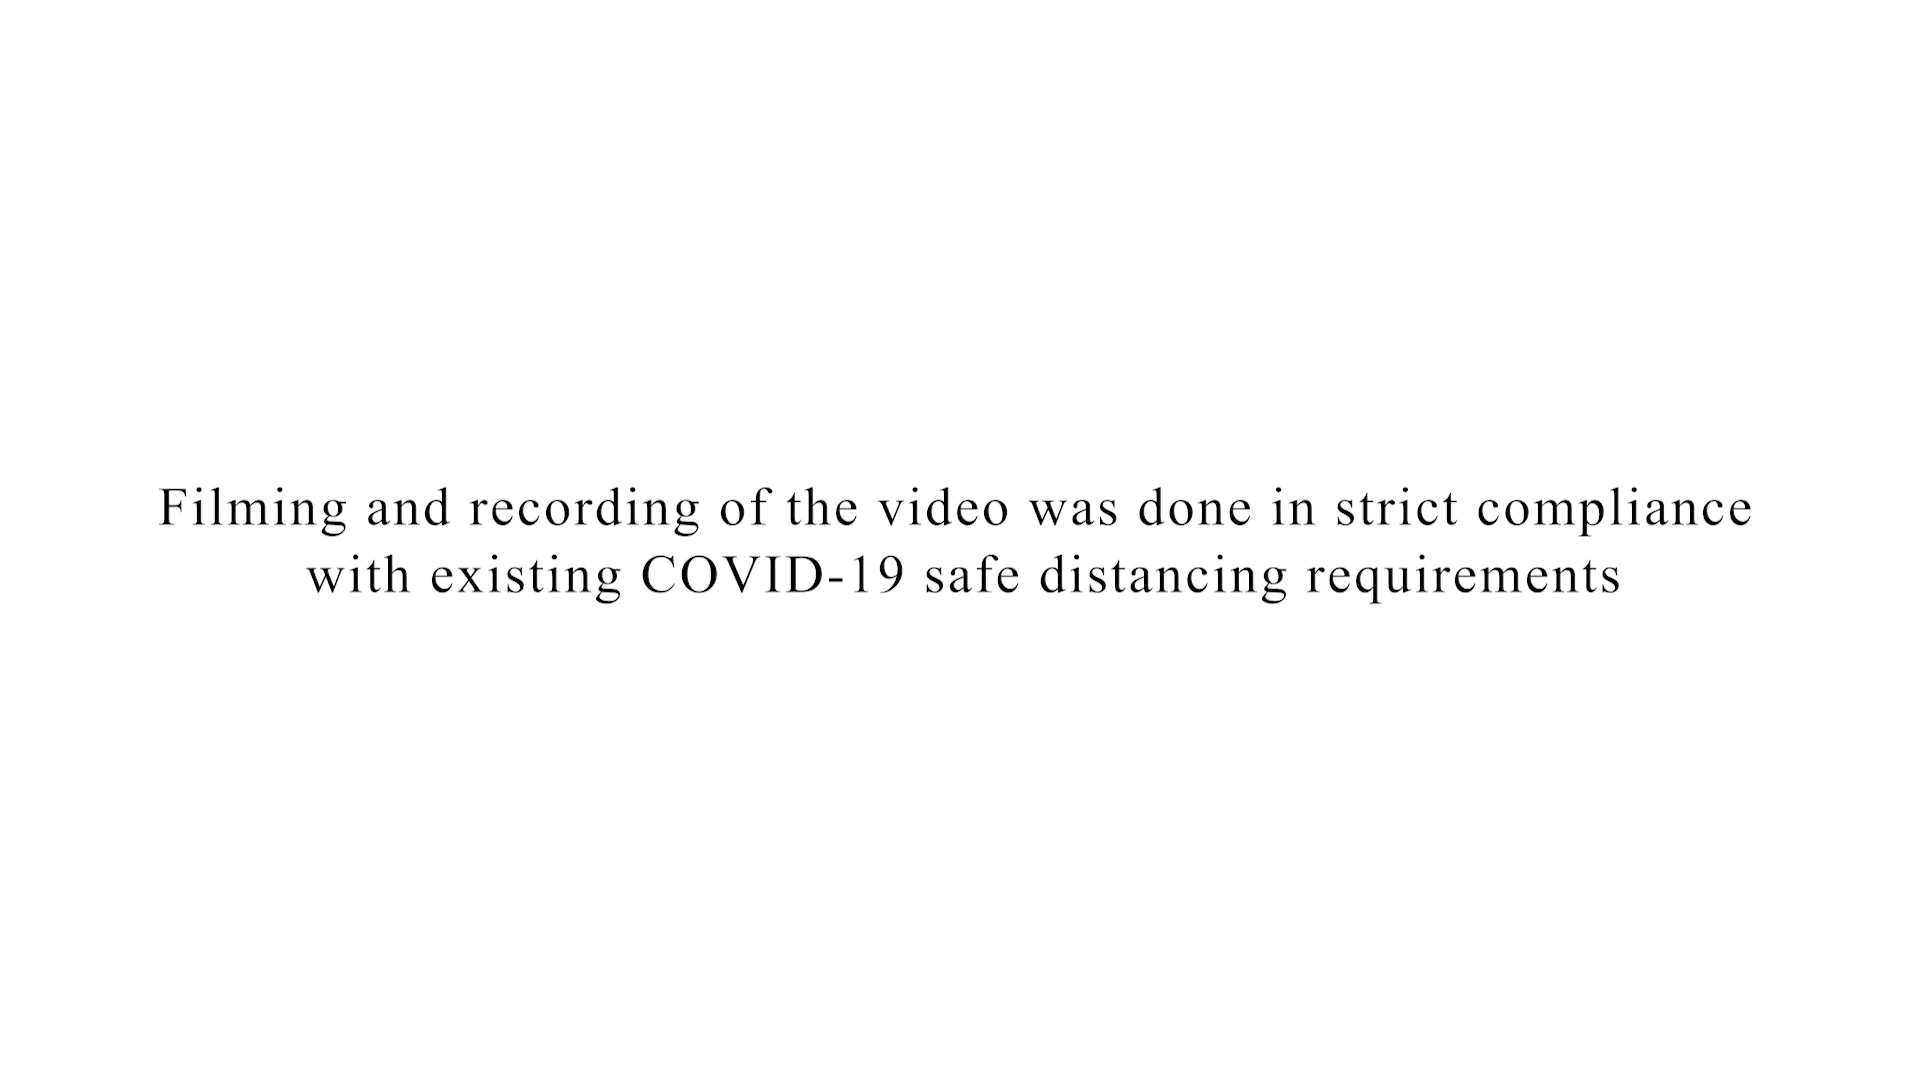 Filming and recording of the video was done in strict compliance
with existing COVID-19 safe distancing requirements